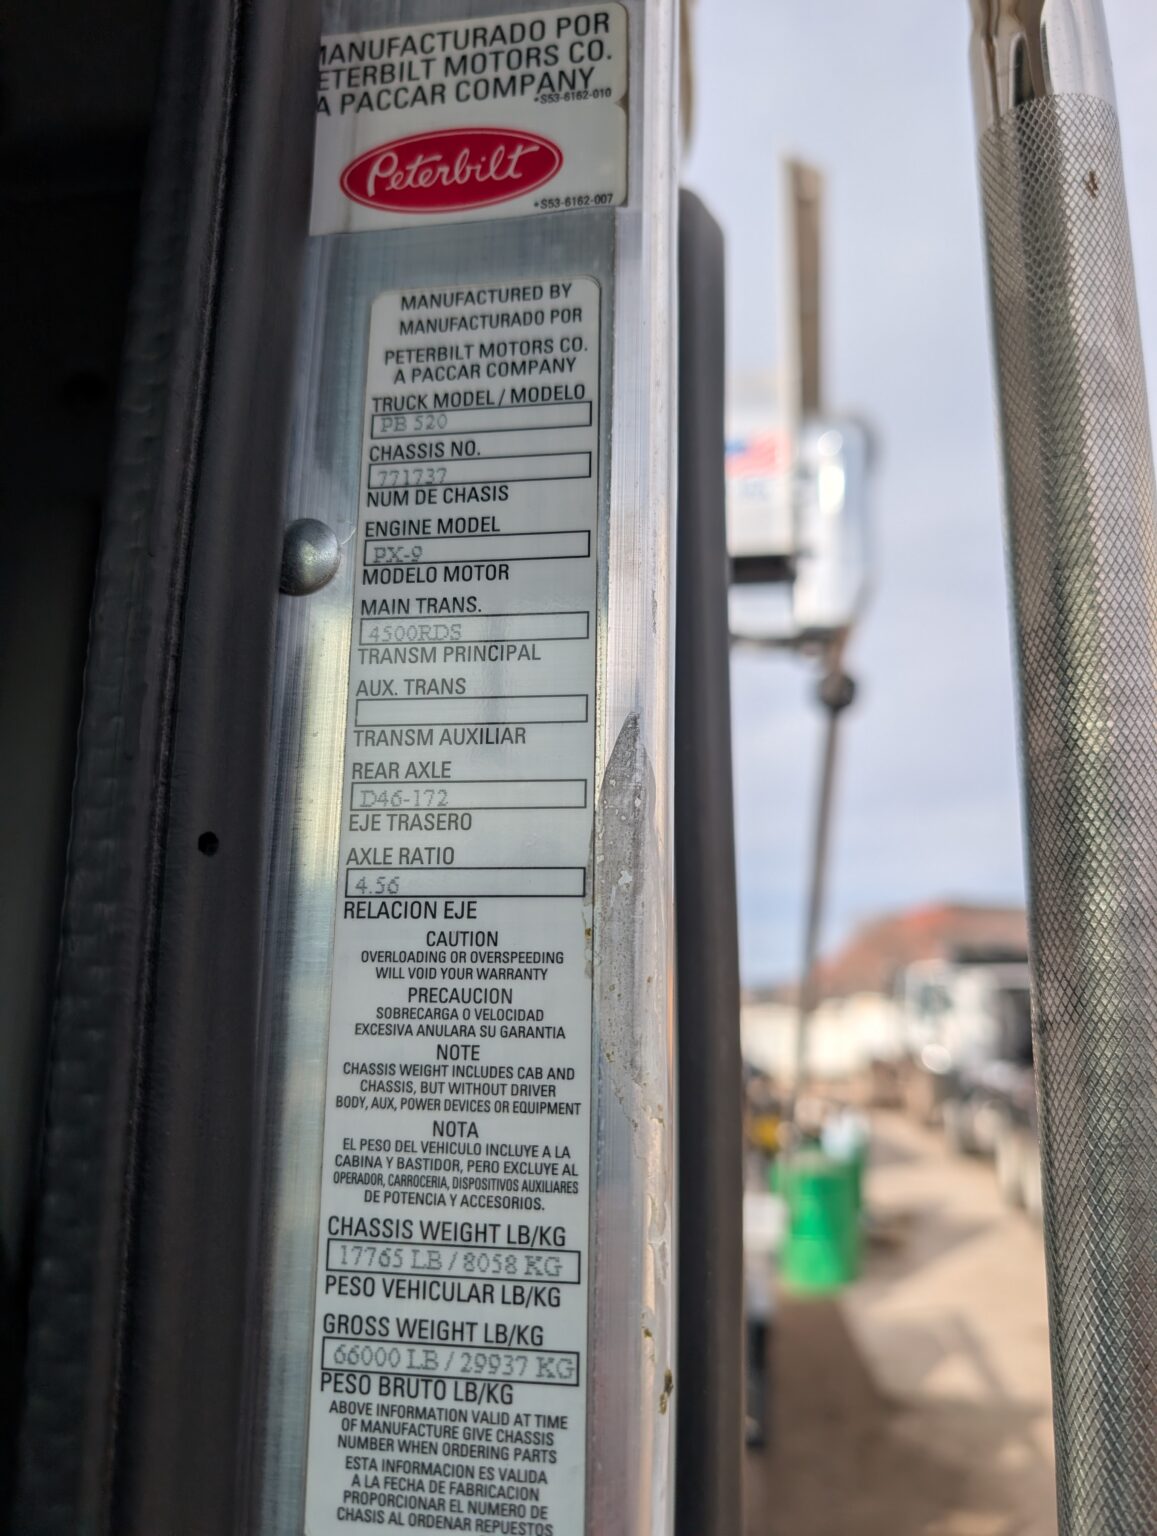 MANUFACTURADO POR
PETERBILT MOTORS CO.
A PACCAR COMPANY
*S53-6162-010
Peterbilt
*S53-6162-007
MANUFACTURED BY
MANUFACTURADO POR
PETERBILT MOTORS CO.
A PACCAR COMPANY
TRUCK MODEL / MODELO
PB 520
CHASSIS NO.
771737
NUM DE CHASIS
ENGINE MODEL
PX-9
MODELO MOTOR
MAIN TRANS.
4500RDS
TRANSM PRINCIPAL
AUX. TRANS
TRANSM AUXILIAR
REAR AXLE
D46-172
EJE TRASERO
AXLE RATIO
4.56
RELACION EJE
CAUTION
OVERLOADING OR OVERSPEEDING
WILL VOID YOUR WARRANTY
PRECAUCION
SOBRECARGA O VELOCIDAD
EXCESIVA ANULARA SU GARANTIA
NOTE
CHASSIS WEIGHT INCLUDES CAB AND
CHASSIS, BUT WITHOUT DRIVER
BODY, AUX, POWER DEVICES OR EQUIPMENT
NOTA
EL PESO DEL VEHICULO INCLUYE A LA
CABINA Y BASTIDOR, PERO EXCLUYE AL
OPERADOR, CARROCERIA, DISPOSITIVOS AUXILIARES
DE POTENCIA Y ACCESORIOS.
CHASSIS WEIGHT LB/KG
17765 LB / 8058 KG
PESO VEHICULAR LB/KG
GROSS WEIGHT LB/KG
66000 LB / 29937 KG
PESO BRUTO LB/KG
ABOVE INFORMATION VALID AT TIME
OF MANUFACTURE GIVE CHASSIS
NUMBER WHEN ORDERING PARTS
ESTA INFORMACION ES VALIDA
A LA FECHA DE FABRICACION
PROPORCIONAR EL NUMERO DE
CHASIS AL ORDENAR REPUESTOS